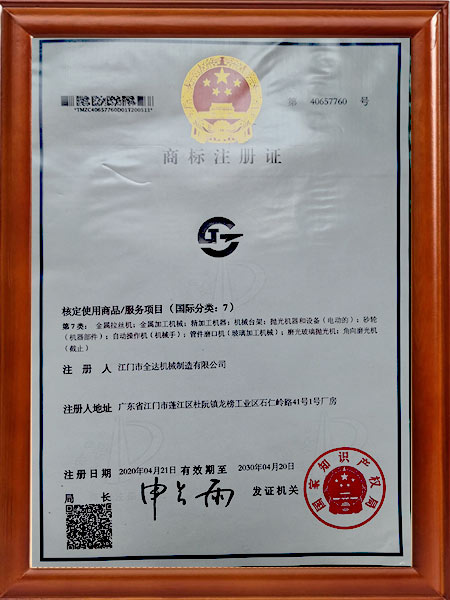 第 40657760 号
*TMZC40657760D01T200511*
商标注册证
核定使用商品/服务项目（国际分类：7）
第7类：金属拉丝机；金属加工机械；精加工机器；机械台架；抛光机器和设备（电动的）；砂轮
（机器部件）；自动操作机（机械手）；管件磨口机（玻璃加工机械）；磨光玻璃抛光机；角向磨光机
（截止）
注 册 人 江门市全达机械制造有限公司
注册人地址 广东省江门市蓬江区杜阮镇龙榜工业区石仁岭路41号1号厂房
注册日期 2020年04月21日 有效期至 2030年04月20日
局 长 申长雨 发证机关
国家知识产权局